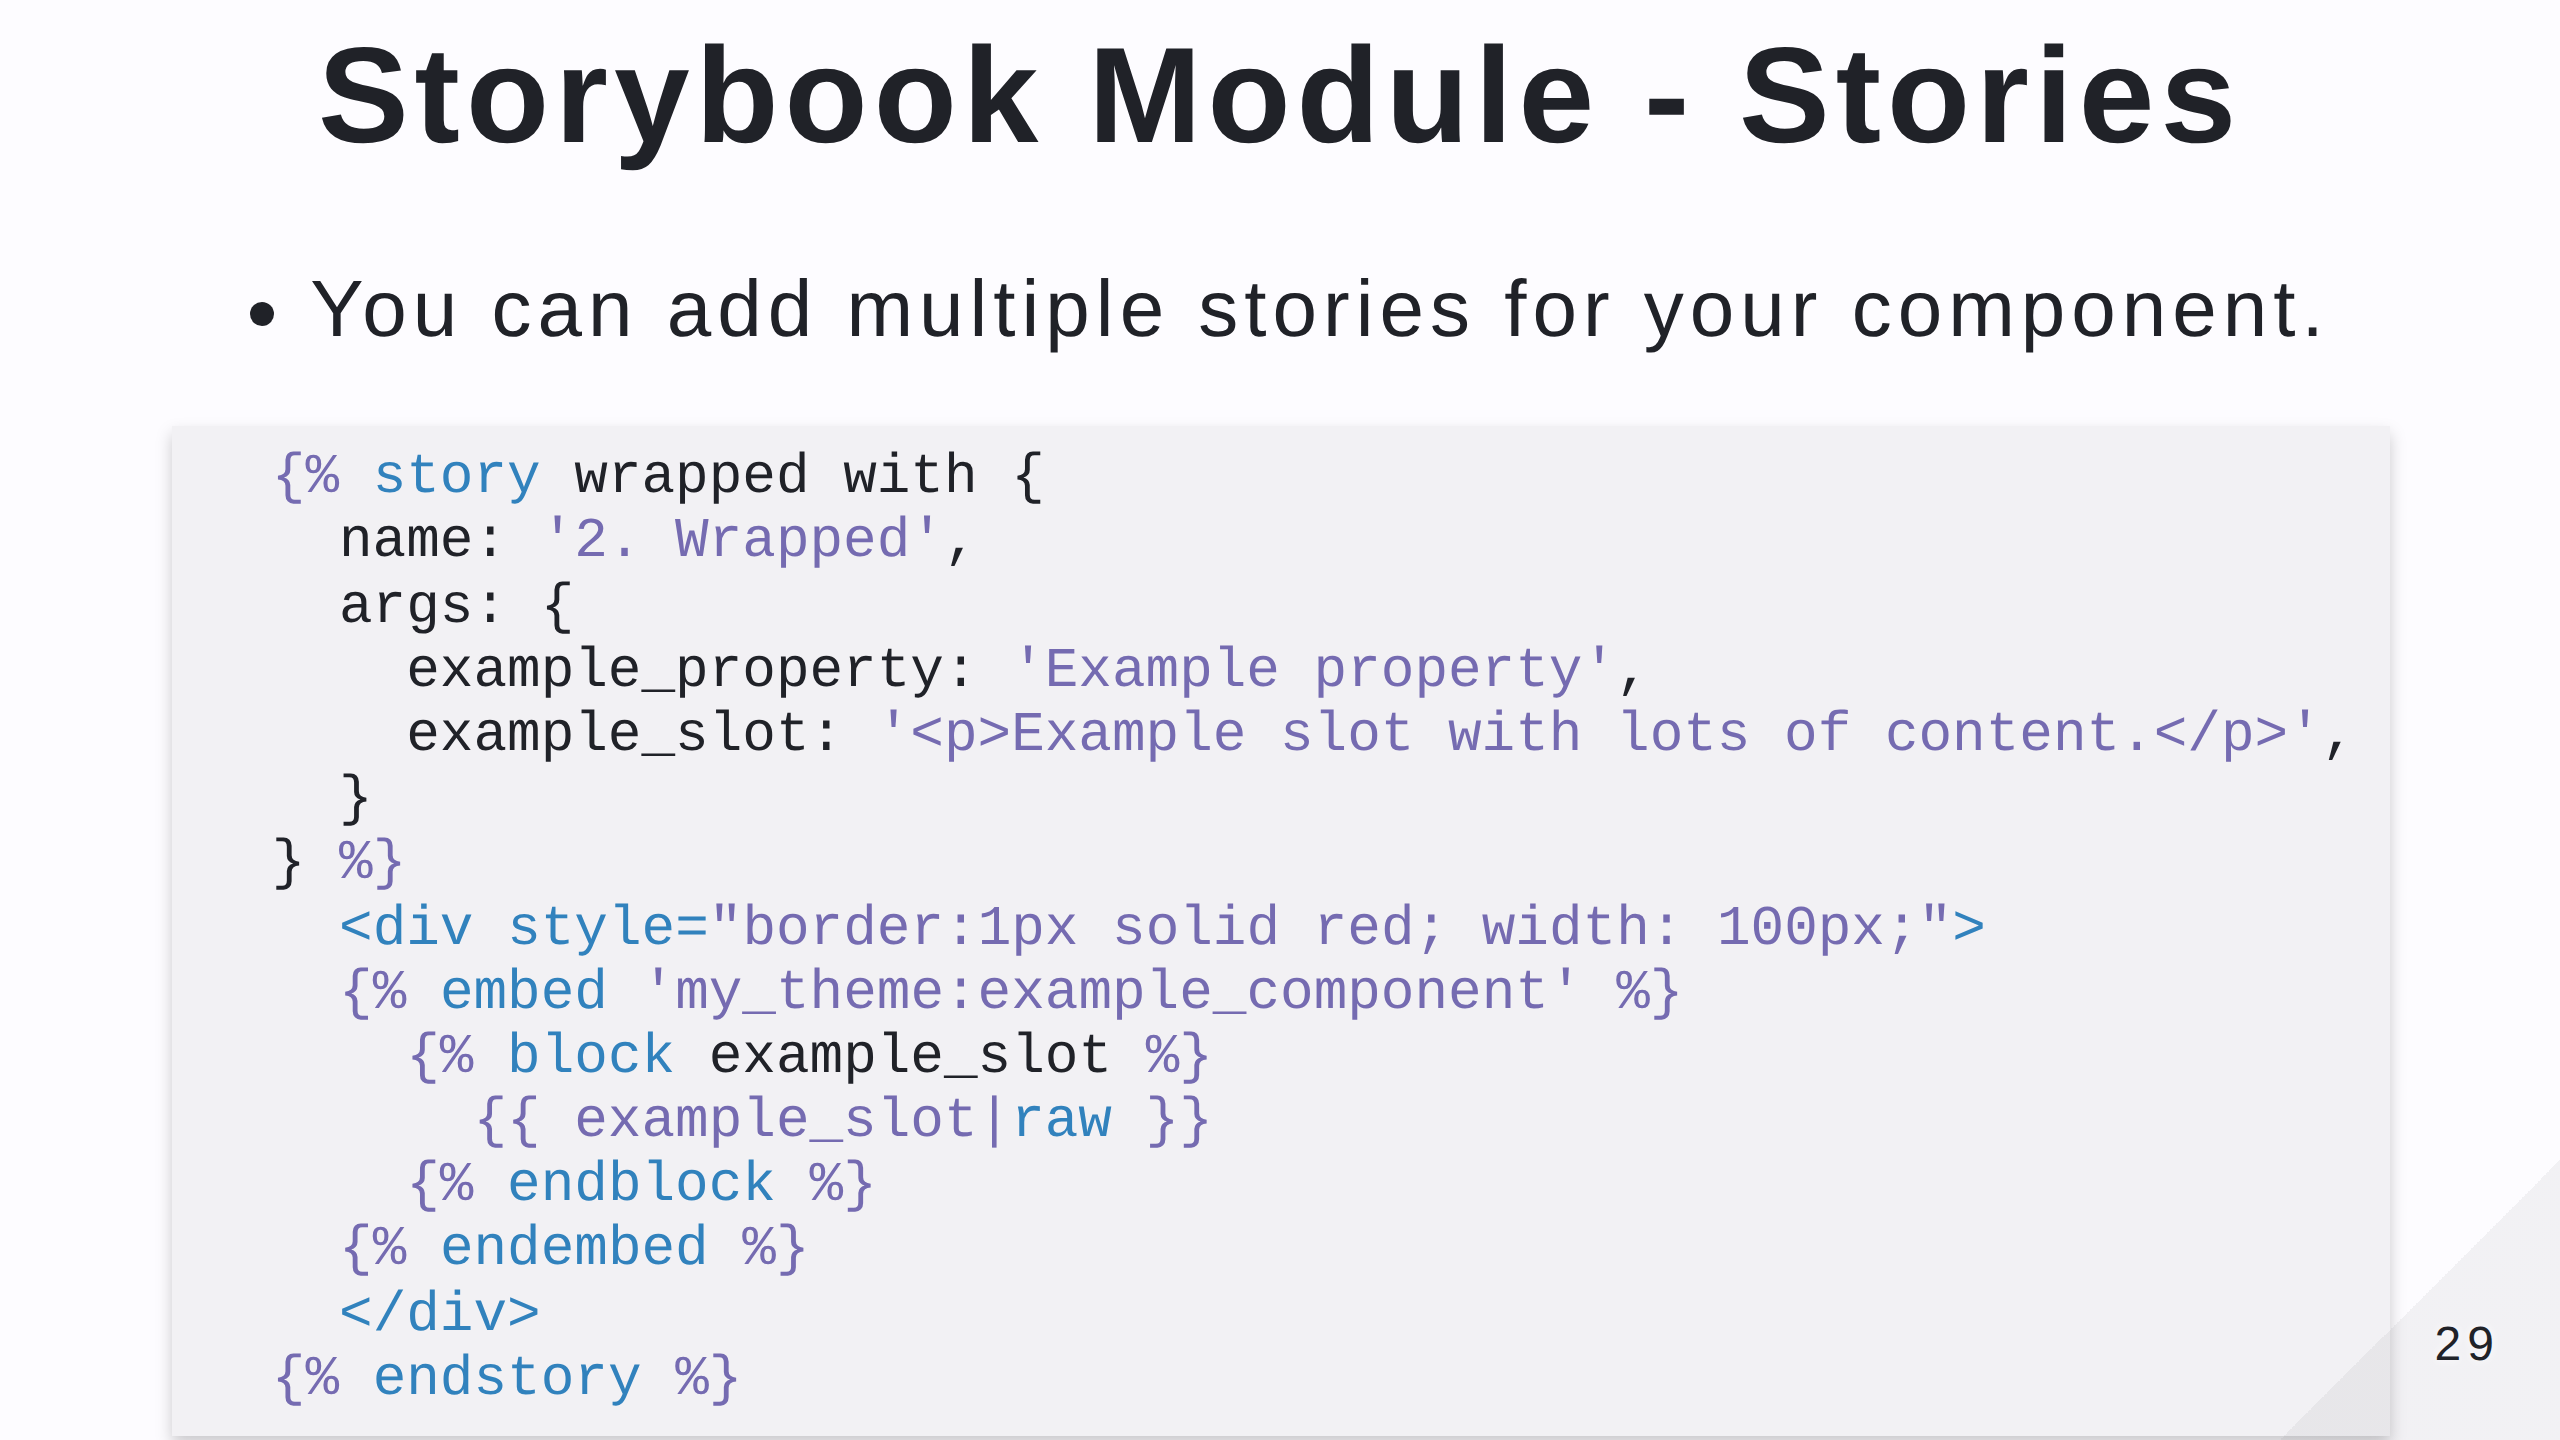 Storybook Module - Stories
• You can add multiple stories for your component.
{% story wrapped with {
  name: '2. Wrapped',
  args: {
    example_property: 'Example property',
    example_slot: '<p>Example slot with lots of content.</p>',
  }
} %}
  <div style="border:1px solid red; width: 100px;">
  {% embed 'my_theme:example_component' %}
    {% block example_slot %}
      {{ example_slot|raw }}
    {% endblock %}
  {% endembed %}
  </div>
{% endstory %}
29